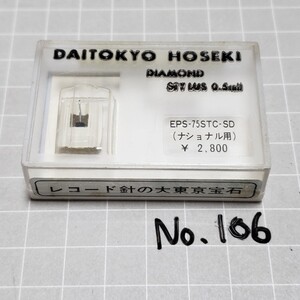 DAITOKYO HOSEKI
DIAMOND
0.5mil
EPS-75STC-SD
(ナショナル用)
¥ 2,800
レコード針の大東京宝石
No.106